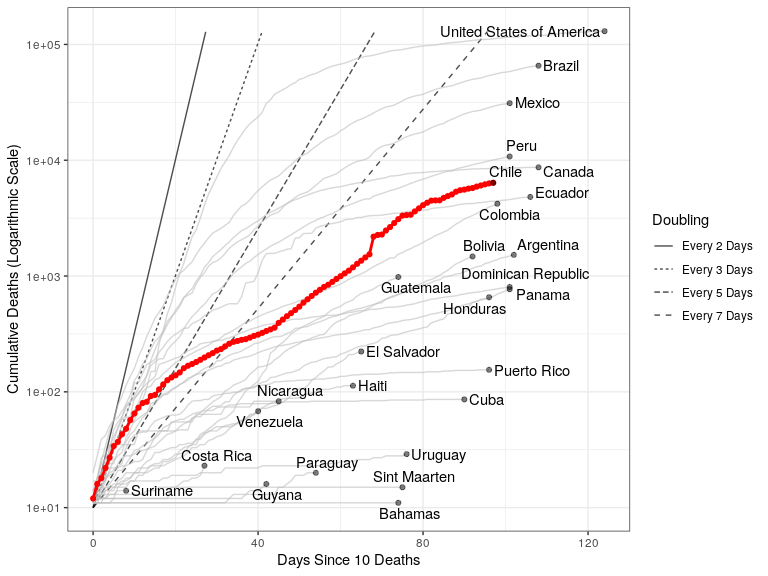 Cumulative Deaths (Logarithmic Scale)
1e+05
1e+04
1e+03
1e+02
1e+01
United States of America
Brazil
Mexico
Peru
Chile
Canada
Ecuador
Colombia
Bolivia
Argentina
Guatemala
Dominican Republic
Panama
Honduras
El Salvador
Puerto Rico
Haiti
Nicaragua
Cuba
Venezuela
Costa Rica
Paraguay
Uruguay
Sint Maarten
Suriname
Guyana
Bahamas
0
40
80
120
Days Since 10 Deaths
Doubling
Every 2 Days
Every 3 Days
Every 5 Days
Every 7 Days